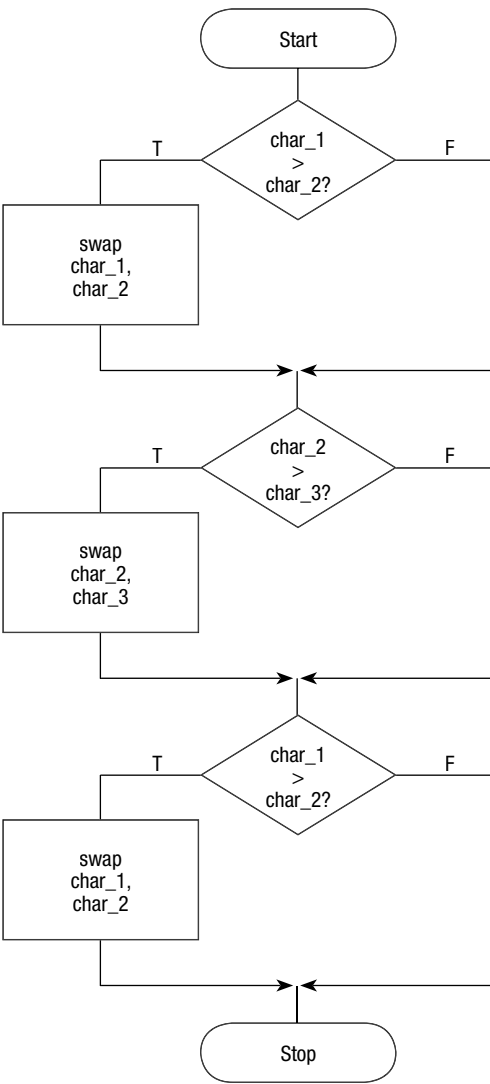 Start
char_1
>
char_2?
T
F
swap
char_1,
char_2
char_2
>
char_3?
T
F
swap
char_2,
char_3
char_1
>
char_2?
T
F
swap
char_1,
char_2
Stop